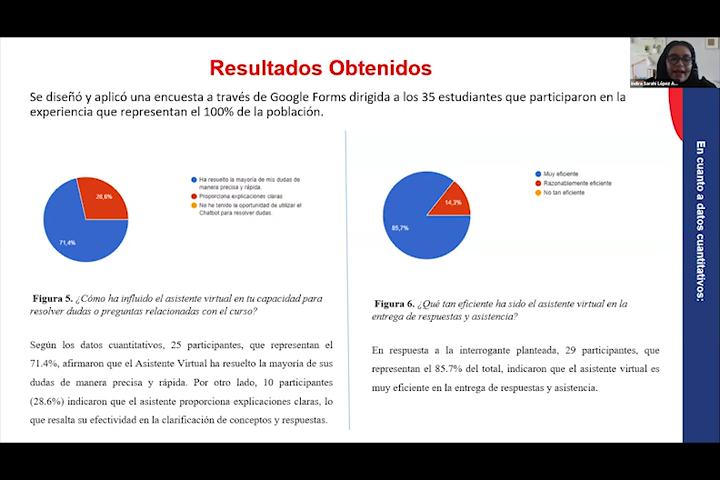 Resultados Obtenidos
Se diseñó y aplicó una encuesta a través de Google Forms dirigida a los 35 estudiantes que participaron en la
experiencia que representan el 100% de la población.
Ha resuelto la mayoría de mis dudas de
manera precisa y rápida.
Proporciona explicaciones claras
No he tenido la oportunidad de utilizar el
Chatbot para resolver dudas.
28,6%
71,4%
Figura 5. ¿Cómo ha influido el asistente virtual en tu capacidad para
resolver dudas o preguntas relacionadas con el curso?
Según los datos cuantitativos, 25 participantes, que representan el
71.4%, afirmaron que el Asistente Virtual ha resuelto la mayoría de sus
dudas de manera precisa y rápida. Por otro lado, 10 participantes
(28.6%) indicaron que el asistente proporciona explicaciones claras, lo
que resalta su efectividad en la clarificación de conceptos y respuestas.
Muy eficiente
Razonablemente eficiente
No tan eficiente
14,3%
85,7%
Figura 6. ¿Qué tan eficiente ha sido el asistente virtual en la
entrega de respuestas y asistencia?
En respuesta a la interrogante planteada, 29 participantes, que
representan el 85.7% del total, indicaron que el asistente virtual es
muy eficiente en la entrega de respuestas y asistencia.
En cuanto a datos cuantitativos:
Indira Sarahi López A...